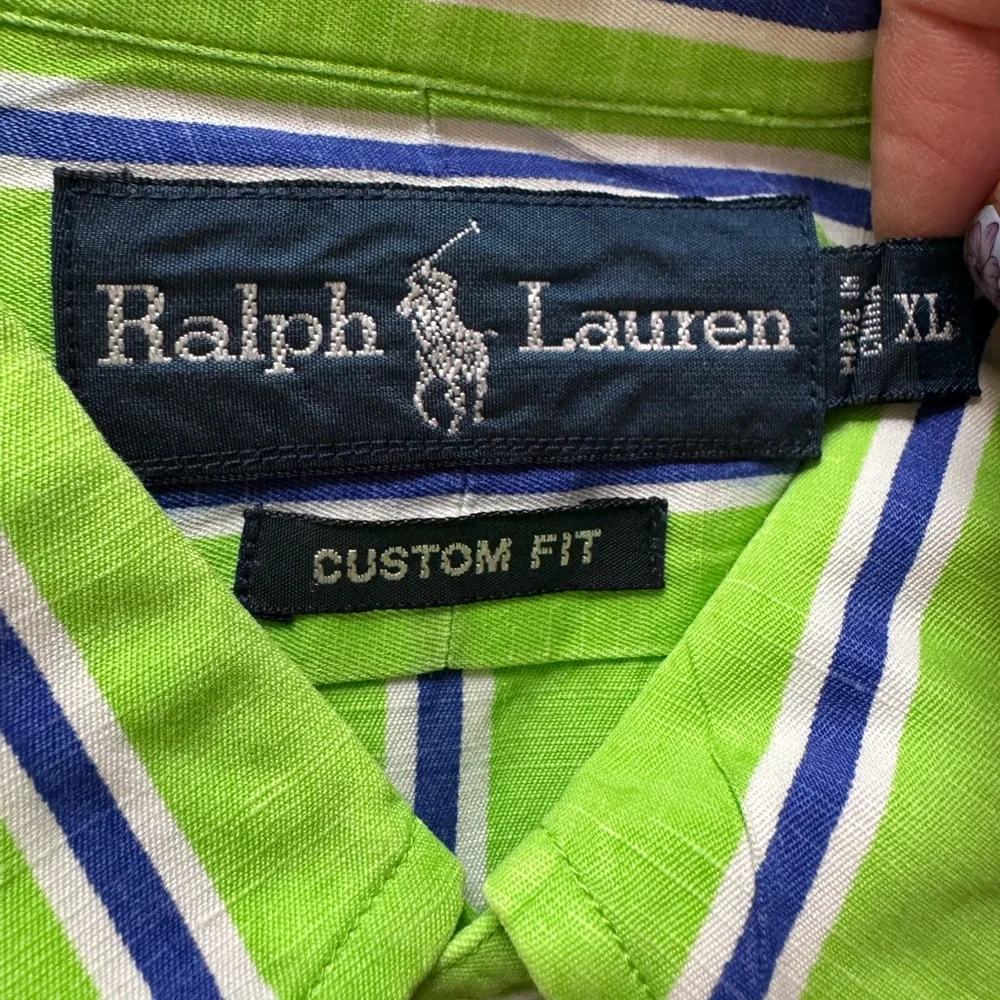 Ralph Lauren
MADE IN
CHINA
XL
CUSTOM FIT